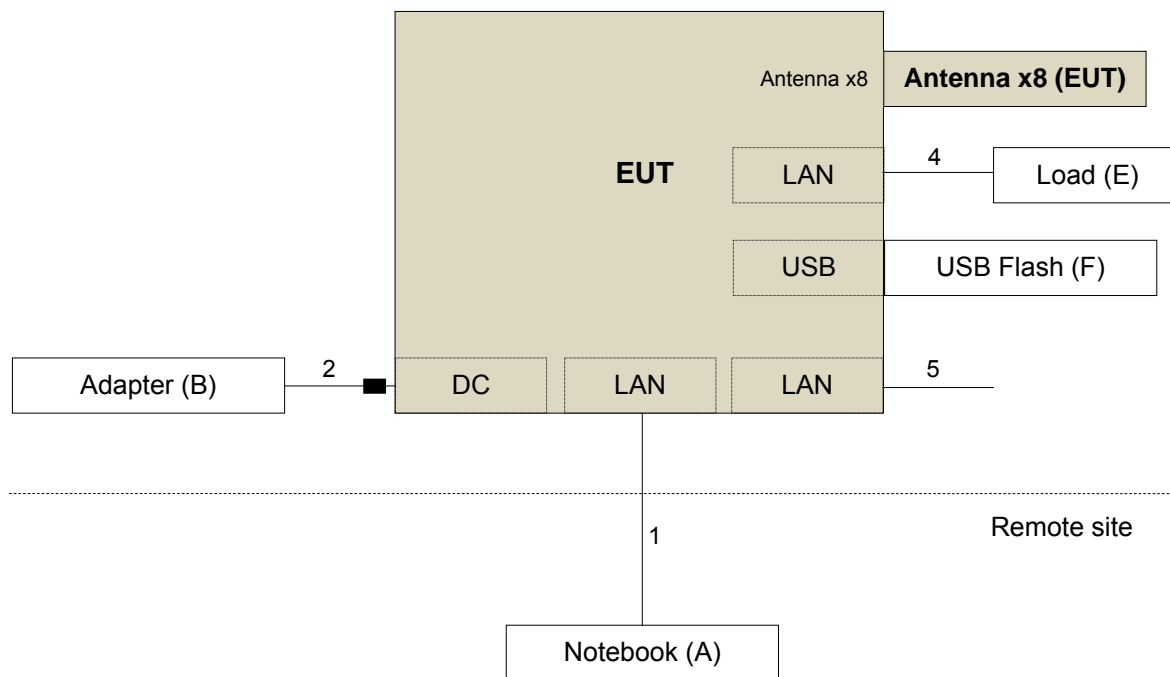 Antenna x8
Antenna x8 (EUT)
EUT
LAN
4
Load (E)
USB
USB Flash (F)
Adapter (B)
2
DC
LAN
LAN
5
Remote site
1
Notebook (A)